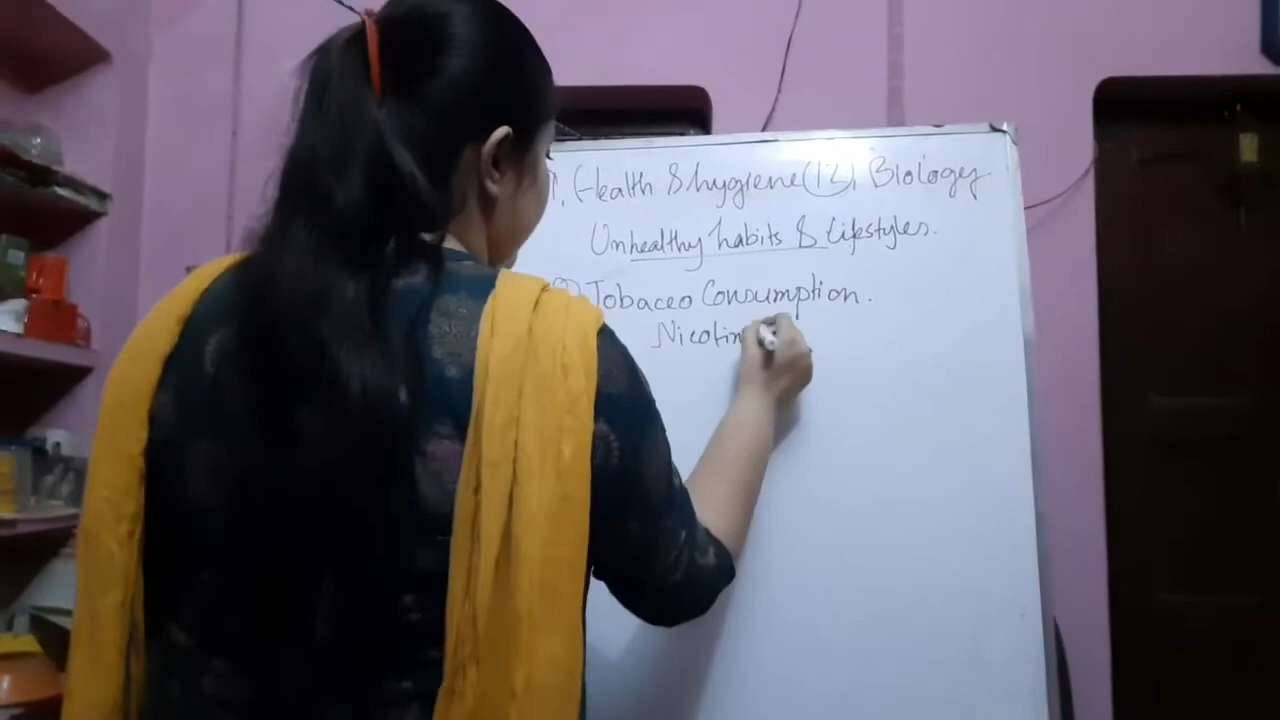 Health & hygiene (12) Biology
Unhealthy habits & Lifestyles.
Tobacco Consumption.
Nicotin